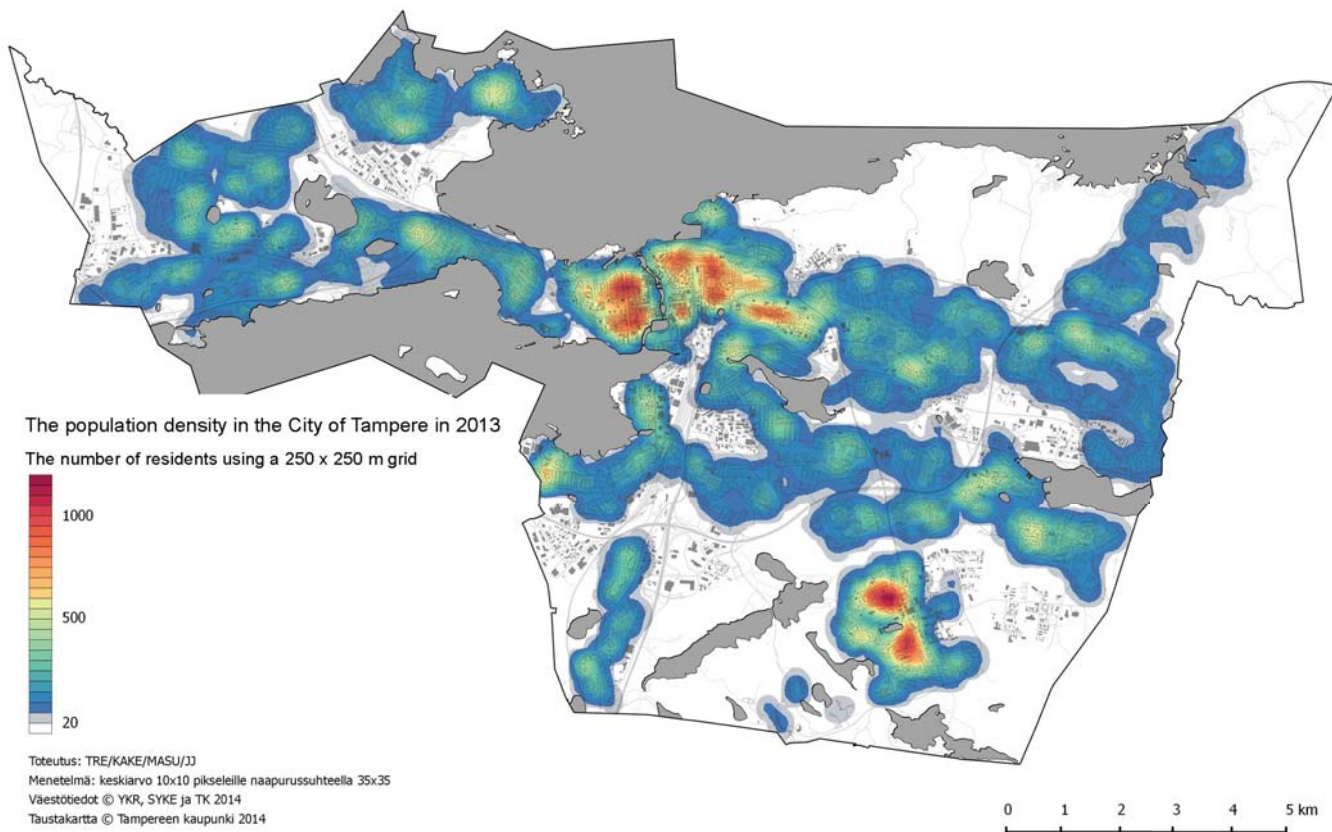 The population density in the City of Tampere in 2013
The number of residents using a 250 x 250 m grid
1000
500
20
Toteutus: TRE/KAKE/MASU/JJ
Menetelmä: keskiarvo 10x10 pikseleille naapurussuhteella 35x35
Väestötiedot © YKR, SYKE ja TK 2014
Taustakartta © Tampereen kaupunki 2014
0 1 2 3 4 5 km